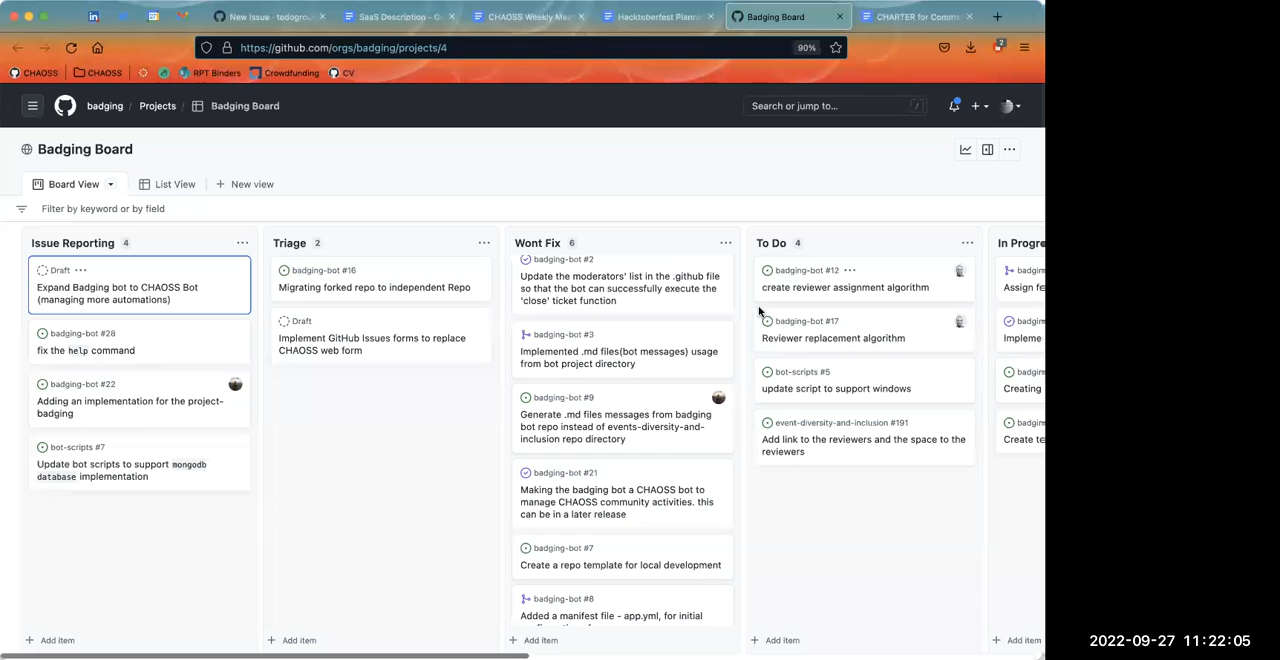 New Issue · todogrou
SaaS Description - G
CHAOSS Weekly Me
Hacktoberfest Planni
Badging Board
CHARTER for Comm
https://github.com/orgs/badging/projects/4
90%
2
CHAOSS
CHAOSS
RPT Binders
Crowdfunding
CV
badging / Projects / Badging Board
Search or jump to...
/
Badging Board
Board View
List View
New view
Filter by keyword or by field
Issue Reporting 4
Draft
Expand Badging bot to CHAOSS Bot
(managing more automations)
badging-bot #28
fix the help command
badging-bot #22
Adding an implementation for the project-
badging
bot-scripts #7
Update bot scripts to support mongodb
database implementation
Add item
Triage 2
badging-bot #16
Migrating forked repo to independent Repo
Draft
Implement GitHub Issues forms to replace
CHAOSS web form
Add item
Wont Fix 6
badging-bot #2
Update the moderators' list in the .github file
so that the bot can successfully execute the
'close' ticket function
badging-bot #3
Implemented .md files(bot messages) usage
from bot project directory
badging-bot #9
Generate .md files messages from badging
bot repo instead of events-diversity-and-
inclusion repo directory
badging-bot #21
Making the badging bot a CHAOSS bot to
manage CHAOSS community activities. this
can be in a later release
badging-bot #7
Create a repo template for local development
badging-bot #8
Added a manifest file - app.yml, for initial
Add item
To Do 4
badging-bot #12
create reviewer assignment algorithm
badging-bot #17
Reviewer replacement algorithm
bot-scripts #5
update script to support windows
event-diversity-and-inclusion #191
Add link to the reviewers and the space to the
reviewers
Add item
In Progre
badgin
Assign fe
badgin
Impleme
badgin
Creating
badgin
Create te
Add item
2022-09-27 11:22:05